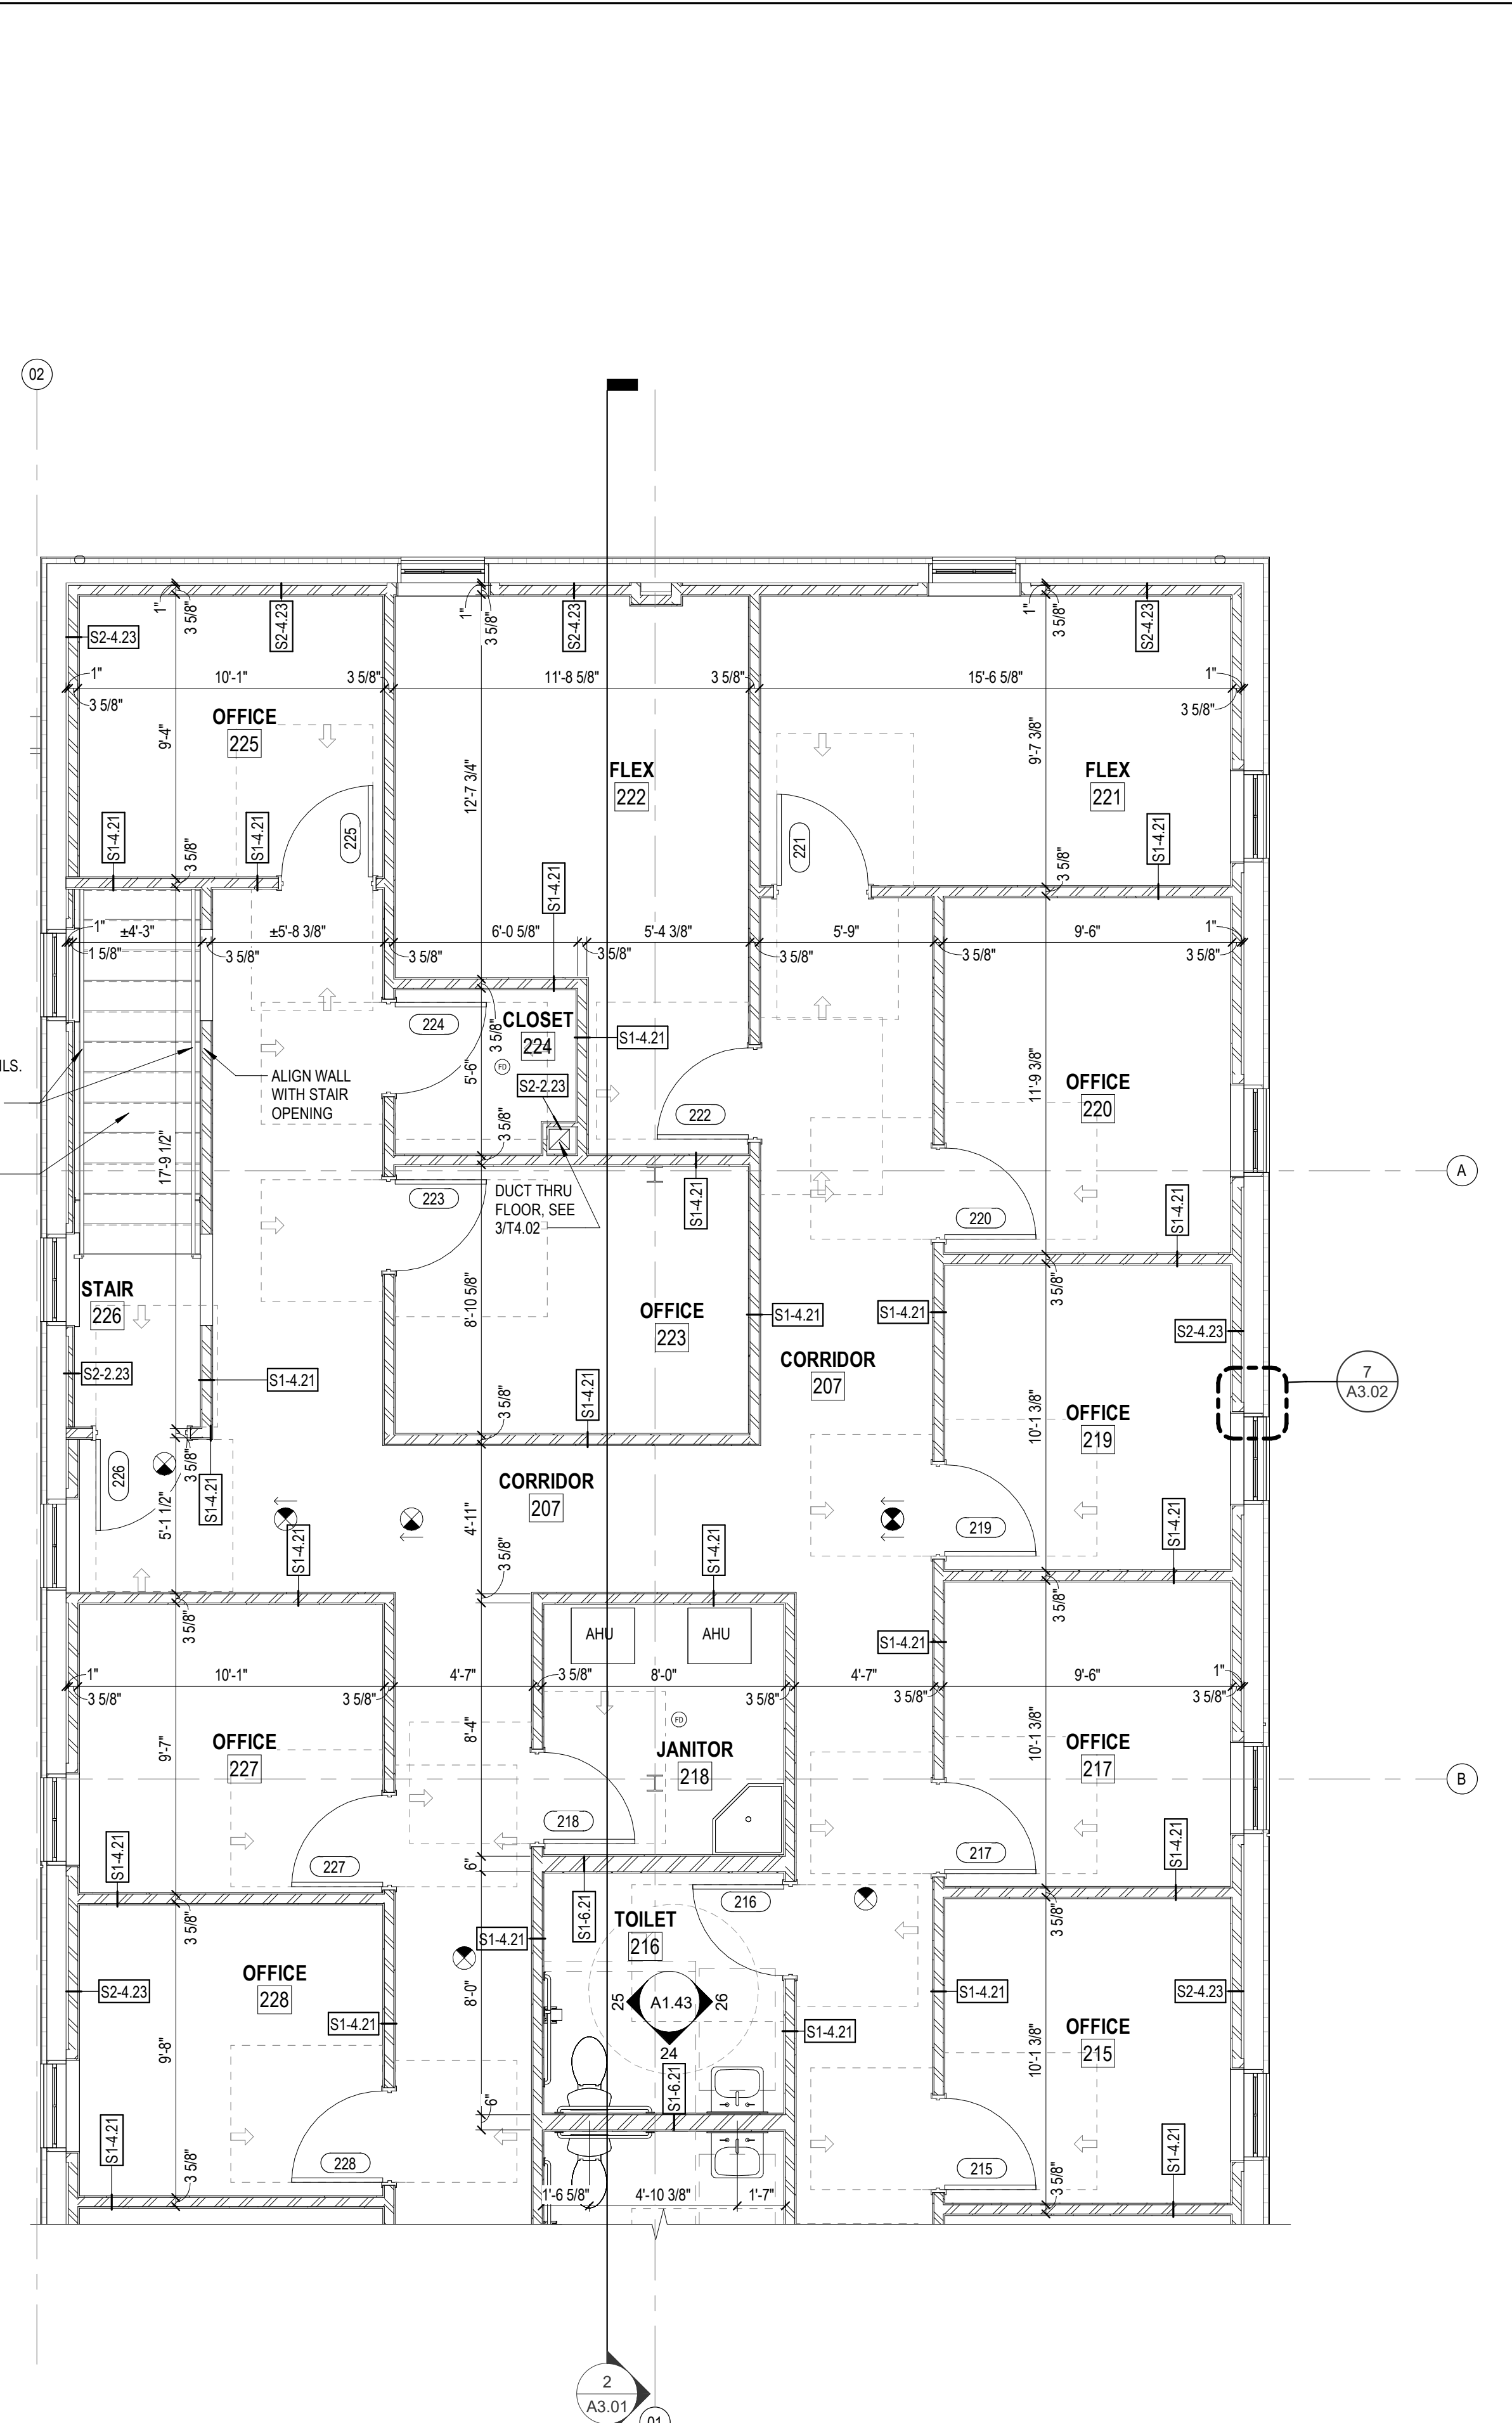 02
1"
3 5/8"
S2-4.23
1"
3 5/8"
S2-4.23
1"
3 5/8"
S2-4.23
S2-4.23
1"
10'-1"
3 5/8"
11'-8 5/8"
3 5/8"
15'-6 5/8"
1"
3 5/8"
3 5/8"
OFFICE
225
9'-4"
12'-7 3/4"
FLEX
222
9'-7 3/8"
FLEX
221
S1-4.21
S1-4.21
225
3 5/8"
221
S1-4.21
3 5/8"
S1-4.21
1"
±4'-3"
±5'-8 3/8"
6'-0 5/8"
5'-4 3/8"
5'-9"
9'-6"
1"
1 5/8"
3 5/8"
3 5/8"
3 5/8"
3 5/8"
3 5/8"
3 5/8"
224
CLOSET
224
3 5/8"
S1-4.21
FD
5'-6"
S2-2.23
ILS.
ALIGN WALL
WITH STAIR
OPENING
11'-9 3/8"
OFFICE
220
222
3 5/8"
17'-9 1/2"
A
223
DUCT THRU
FLOOR, SEE
3/T4.02
S1-4.21
220
S1-4.21
STAIR
226
8'-10 5/8"
OFFICE
223
S1-4.21
S1-4.21
3 5/8"
S2-4.23
CORRIDOR
207
S2-2.23
S1-4.21
S1-4.21
3 5/8"
7
A3.02
10'-1 3/8"
OFFICE
219
226
3 5/8"
S1-4.21
CORRIDOR
207
5'-1 1/2"
4'-11"
S1-4.21
3 5/8"
S1-4.21
219
S1-4.21
3 5/8"
AHU
AHU
S1-4.21
3 5/8"
1"
10'-1"
4'-7"
3 5/8"
8'-0"
4'-7"
9'-6"
1"
3 5/8"
3 5/8"
3 5/8"
3 5/8"
3 5/8"
FD
9'-7"
OFFICE
227
8'-4"
JANITOR
218
10'-1 3/8"
OFFICE
217
B
218
S1-4.21
227
6"
217
S1-4.21
3 5/8"
S1-4.21
S1-6.21
TOILET
216
216
3 5/8"
OFFICE
228
S2-4.23
S1-4.21
8'-0"
25
A1.43
26
24
S1-4.21
S1-4.21
S2-4.23
OFFICE
215
9'-8"
10'-1 3/8"
6"
S1-6.21
S1-4.21
3 5/8"
228
215
3 5/8"
S1-4.21
1'-6 5/8"
4'-10 3/8"
1'-7"
2
A3.01
01